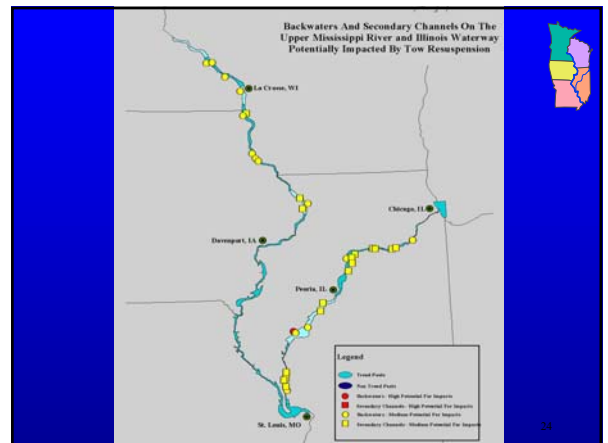 Backwaters And Secondary Channels On The
Upper Mississippi River and Illinois Waterway
Potentially Impacted By Tow Resuspension
La Crosse, WI
Chicago, IL
Davenport, IA
Peoria, IL
St. Louis, MO
Legend
Trend Pools
Non Trend Pools
Backwaters - High Potential For Impacts
Secondary Channels - High Potential For Impacts
Backwaters - Medium Potential For Impacts
Secondary Channels - Medium Potential For Impacts